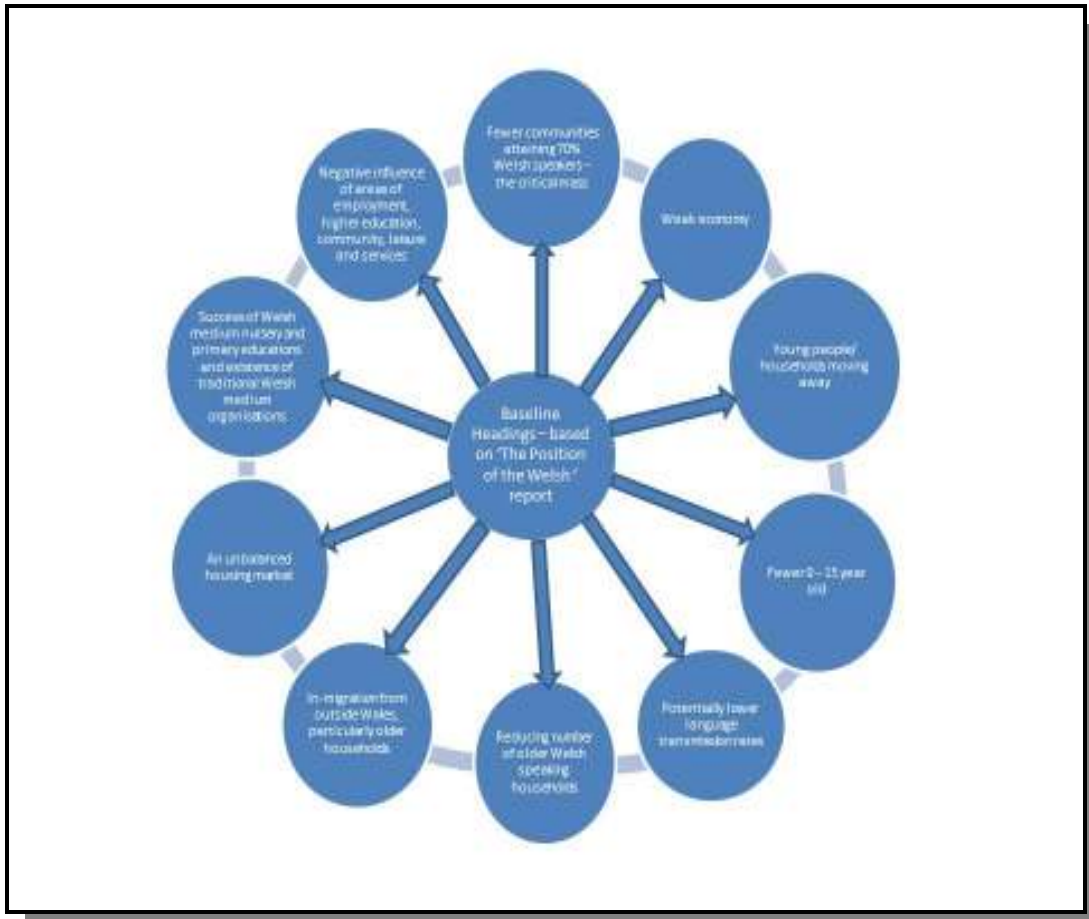 Fewer communities
attaining 70%
Welsh speakers –
the critical mass
Weak economy
Young people/
households moving
away
Fewer 0 – 15 year
old
Potentially lower
language
transmission rates
Reducing number
of older Welsh
speaking
households
In-migration from
outside Wales,
particularly older
households
An unbalanced
housing market
Success of Welsh
medium nursery and
primary educations
and existence of
traditional Welsh
medium
organisations
Negative influence
of areas of
employment,
higher education,
community, leisure
and services
Baseline
Headings – based
on "The Position
of the Welsh"
report